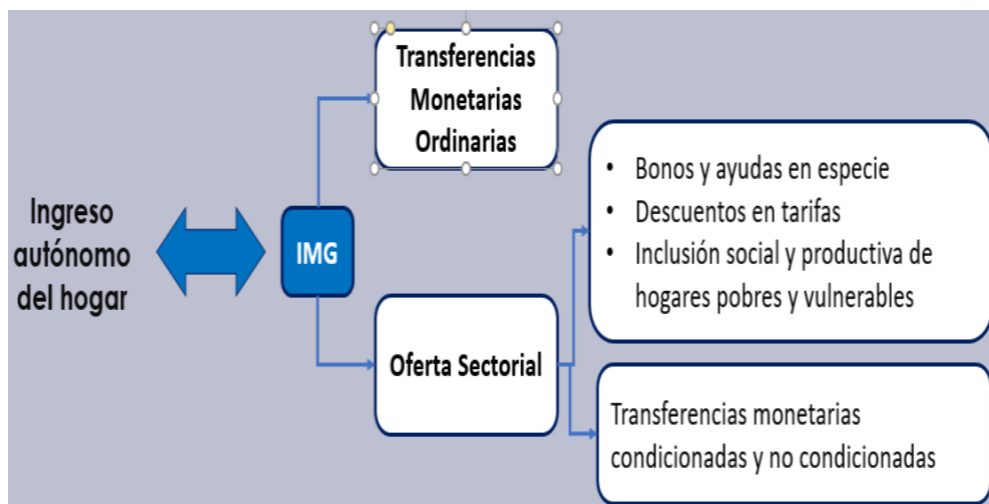 Transferencias
Monetarias
Ordinarias
Ingreso
autónomo
del hogar
IMG
Oferta Sectorial
• Bonos y ayudas en especie
• Descuentos en tarifas
• Inclusión social y productiva de
hogares pobres y vulnerables
Transferencias monetarias
condicionadas y no condicionadas